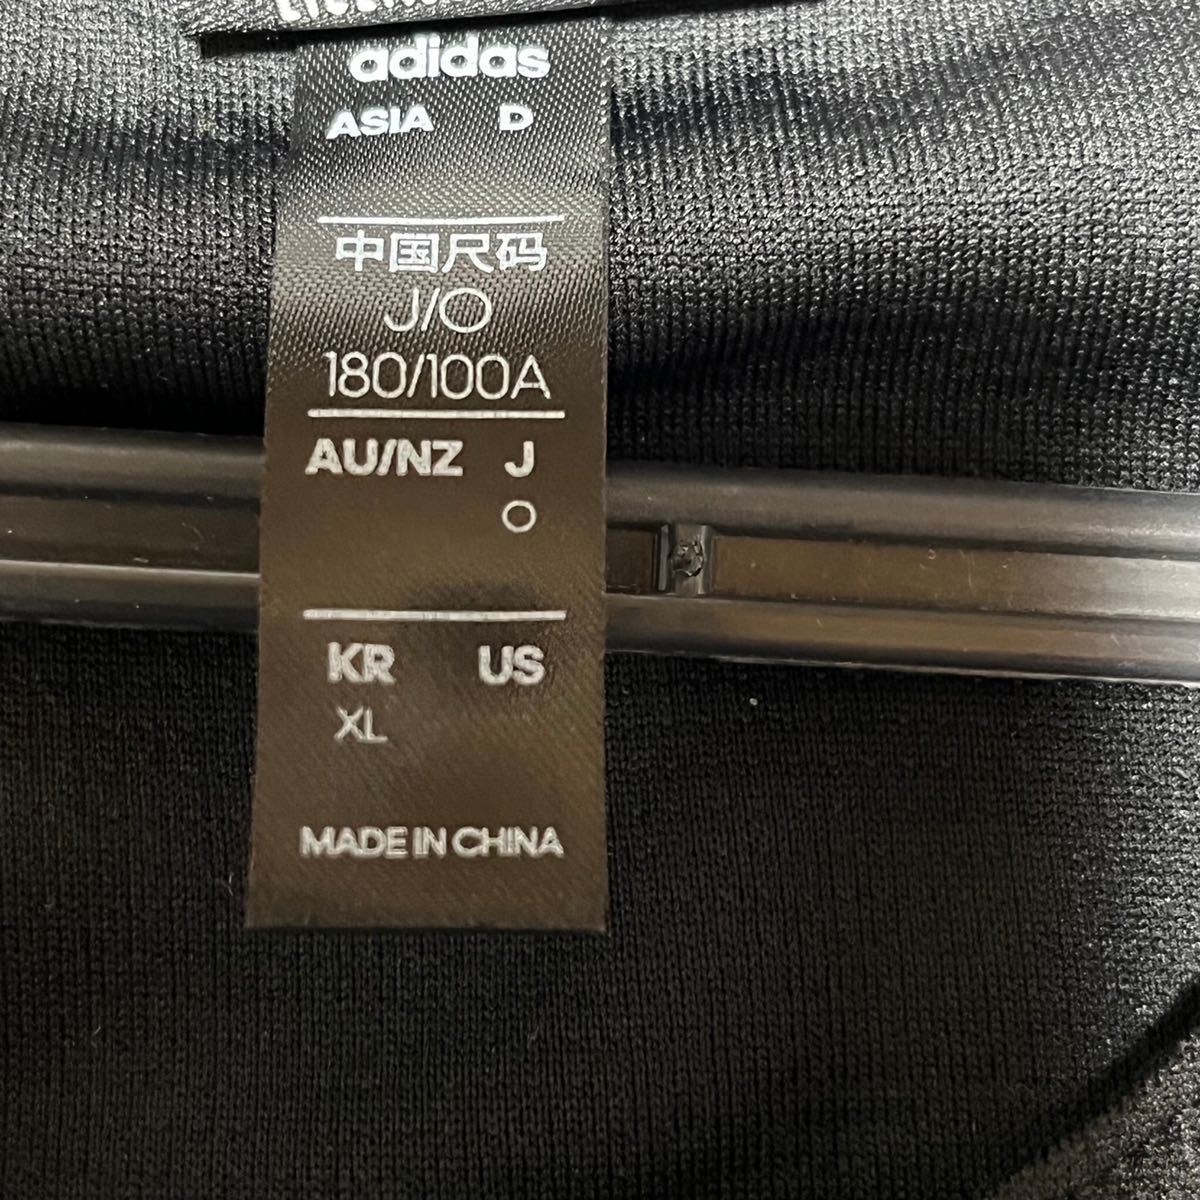 adidas
ASIA D
中国尺码
J/O
180/100A
AU/NZ J
O
KR US
XL
MADE IN CHINA